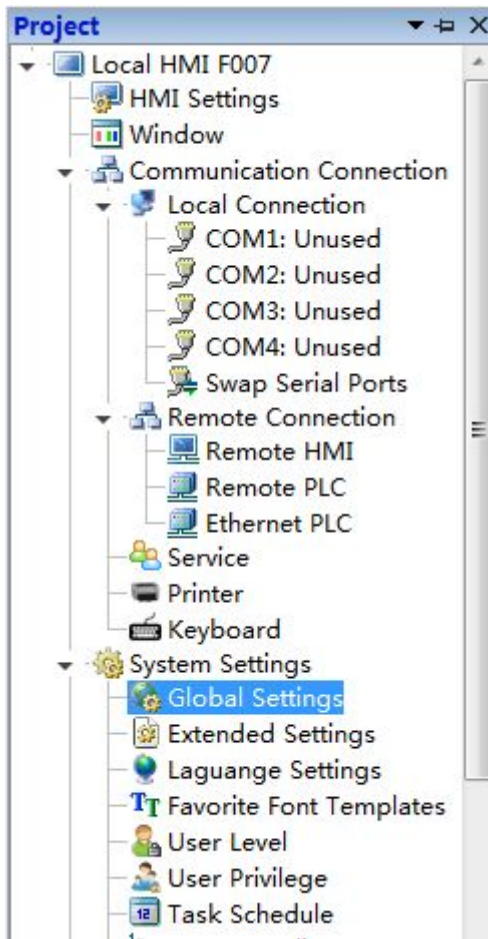 Project
Local HMI F007
HMI Settings
Window
Communication Connection
Local Connection
COM1: Unused
COM2: Unused
COM3: Unused
COM4: Unused
Swap Serial Ports
Remote Connection
Remote HMI
Remote PLC
Ethernet PLC
Service
Printer
Keyboard
System Settings
Global Settings
Extended Settings
Laguange Settings
Favorite Font Templates
User Level
User Privilege
Task Schedule